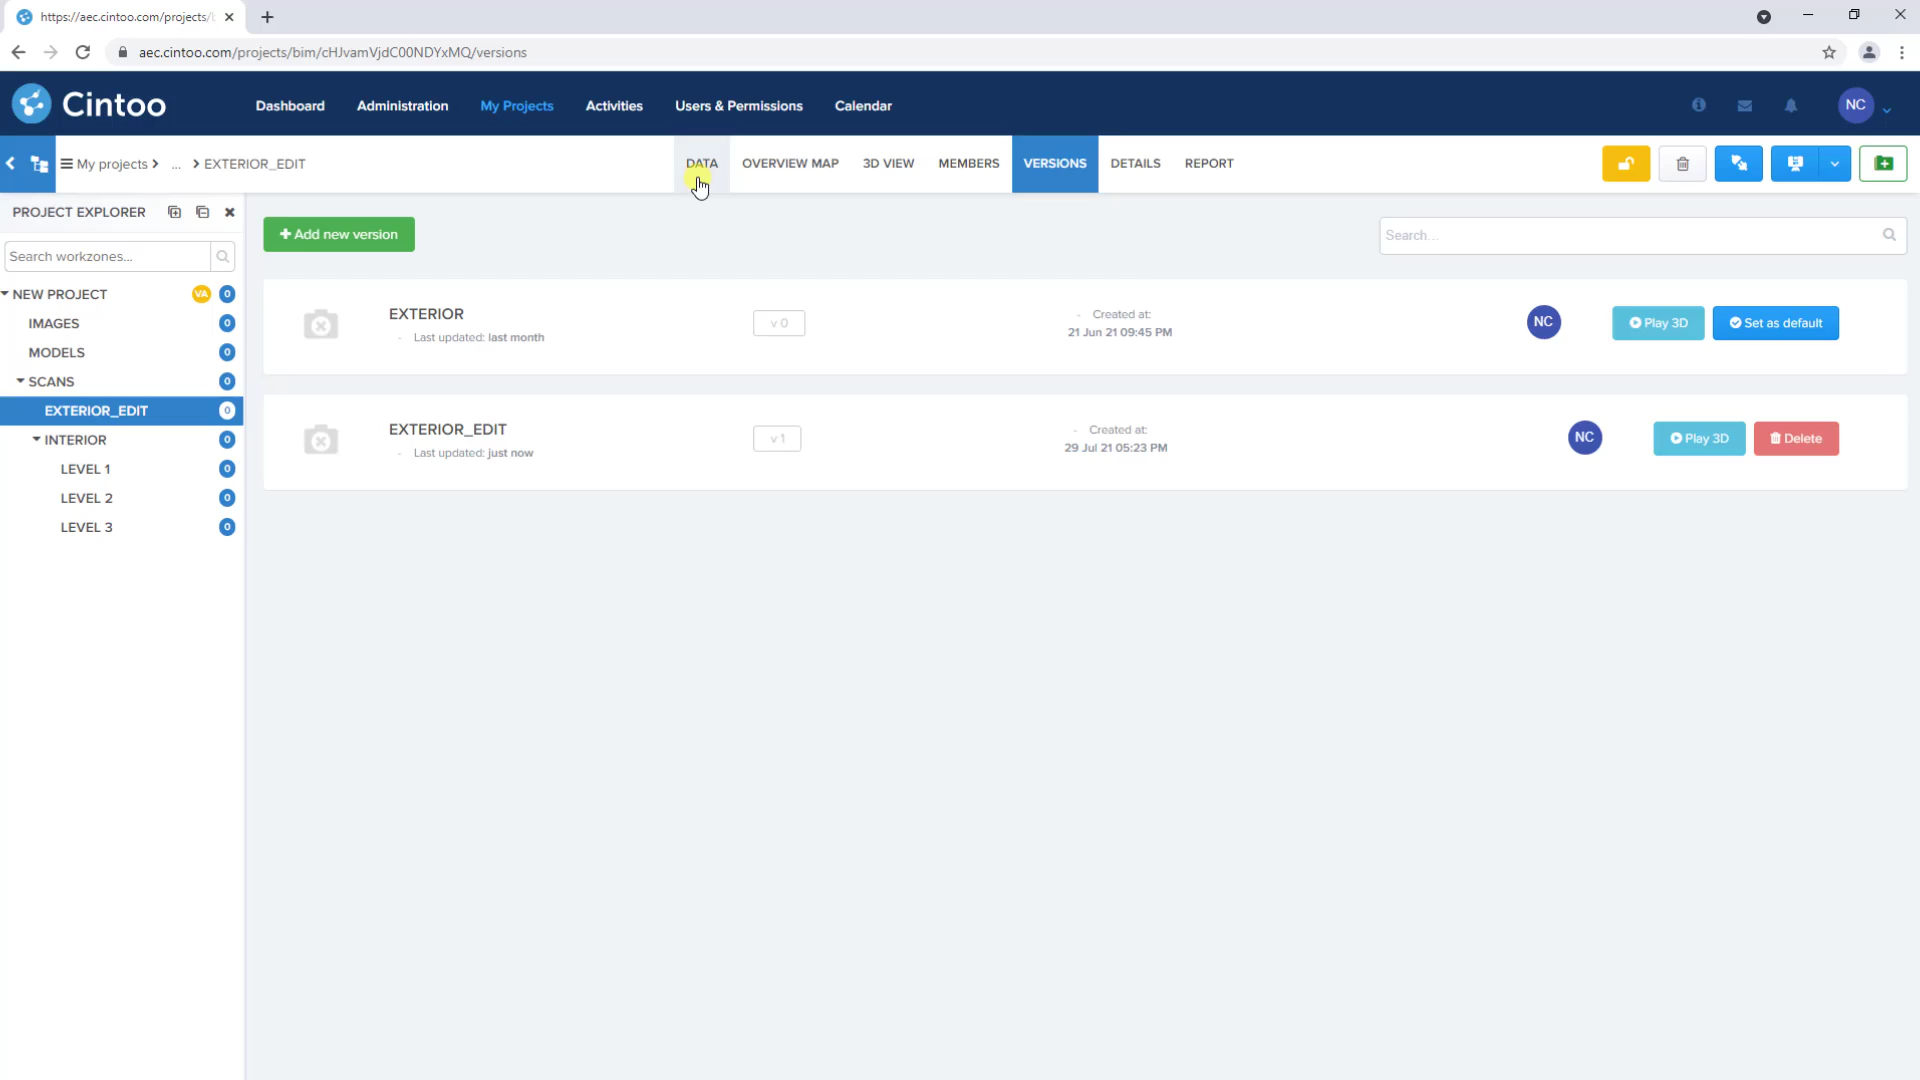 https://aec.cintoo.com/projects/
aec.cintoo.com/projects/bim/cHJvamVjdC00NDYxMQ/versions
Cintoo
Dashboard
Administration
My Projects
Activities
Users & Permissions
Calendar
NC
My projects
...
EXTERIOR_EDIT
DATA
OVERVIEW MAP
3D VIEW
MEMBERS
VERSIONS
DETAILS
REPORT
PROJECT EXPLORER
Search workzones...
NEW PROJECT VA 0
IMAGES 0
MODELS 0
SCANS 0
EXTERIOR_EDIT 0
INTERIOR 0
LEVEL 1 0
LEVEL 2 0
LEVEL 3 0
+ Add new version
Search...
EXTERIOR
- Last updated: last month
v 0
- Created at:
21 Jun 21 09:45 PM
NC
Play 3D
Set as default
EXTERIOR_EDIT
- Last updated: just now
v 1
- Created at:
29 Jul 21 05:23 PM
NC
Play 3D
Delete